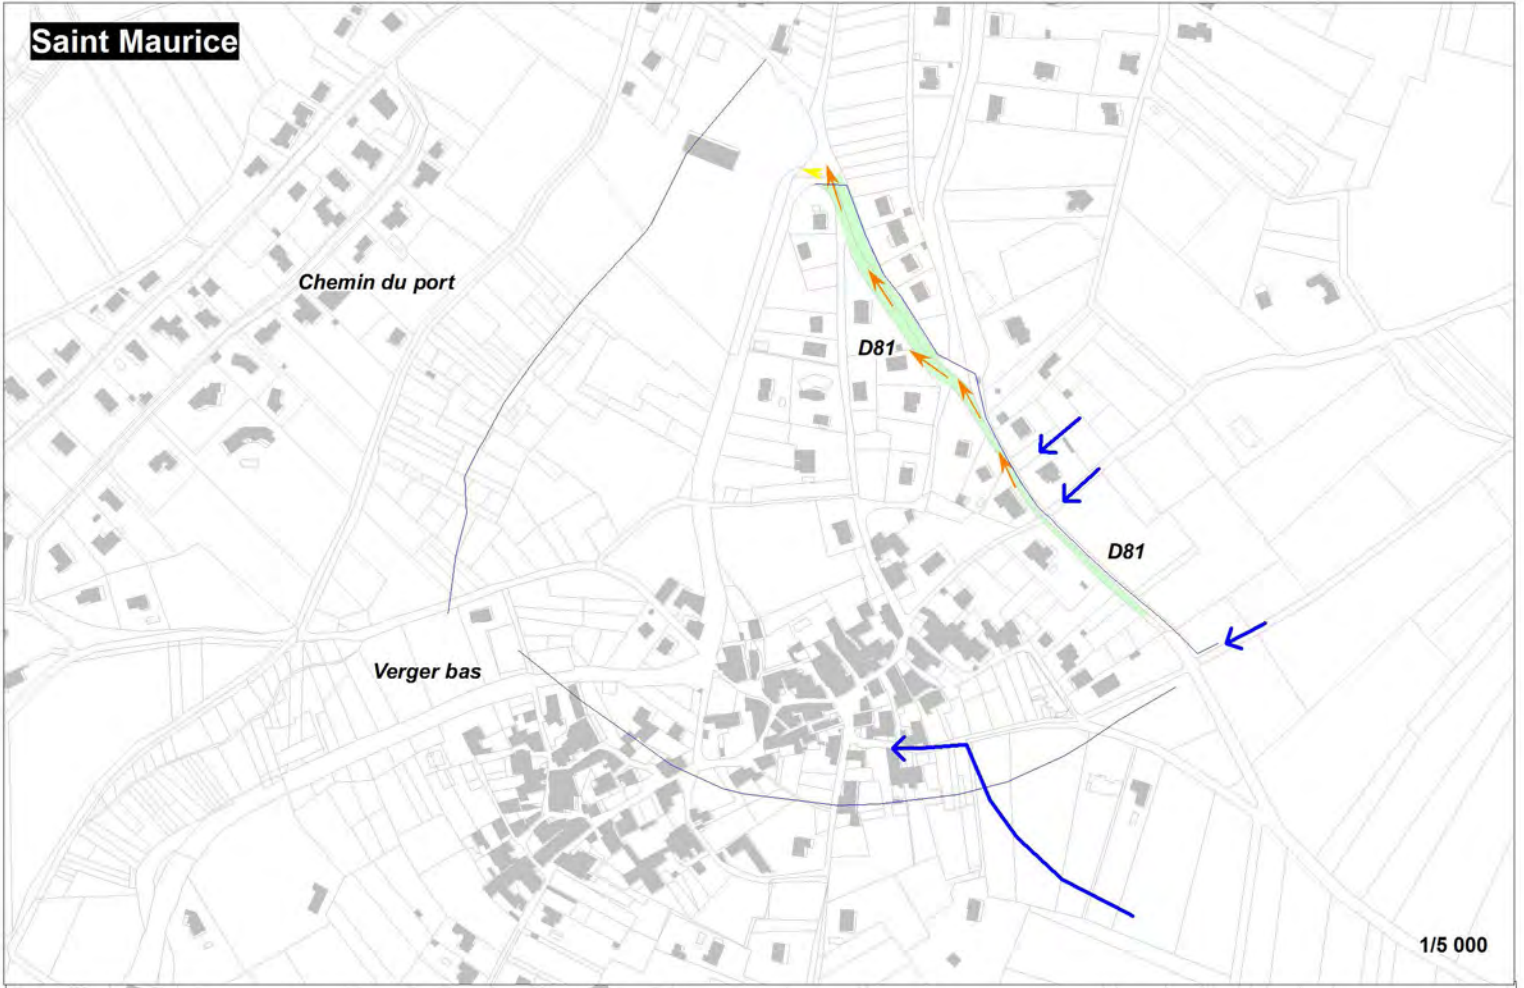 Saint Maurice
Chemin du port
D81
D81
Verger bas
1/5 000